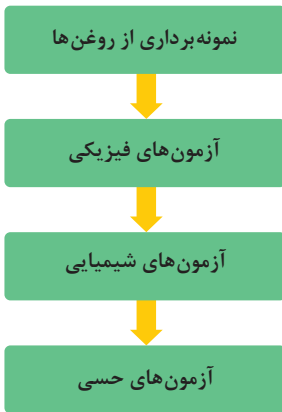 نمونه‌برداری از روغن‌ها
آزمون‌های فیزیکی
آزمون‌های شیمیایی
آزمون‌های حسی